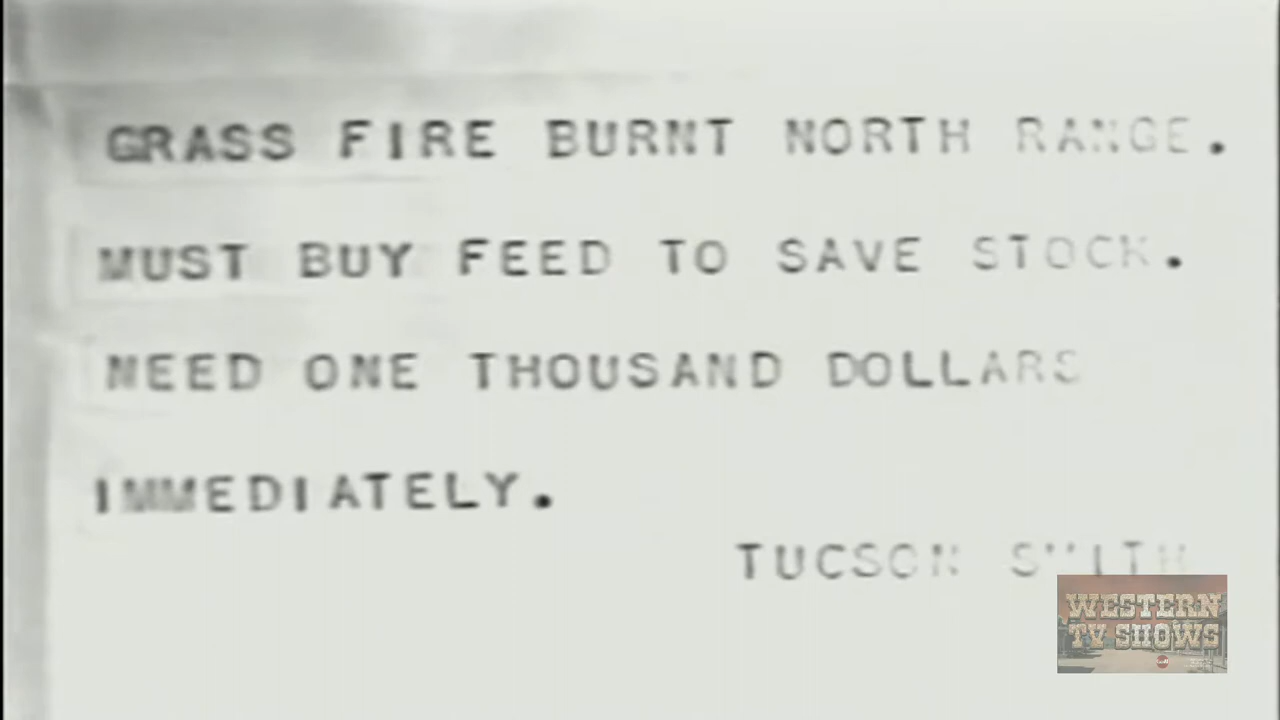 GRASS FIRE BURNT NORTH RANGE.
MUST BUY FEED TO SAVE STOCK.
NEED ONE THOUSAND DOLLARS
IMMEDIATELY.
TUCSON SMITH
WESTERN
TV SHOWS